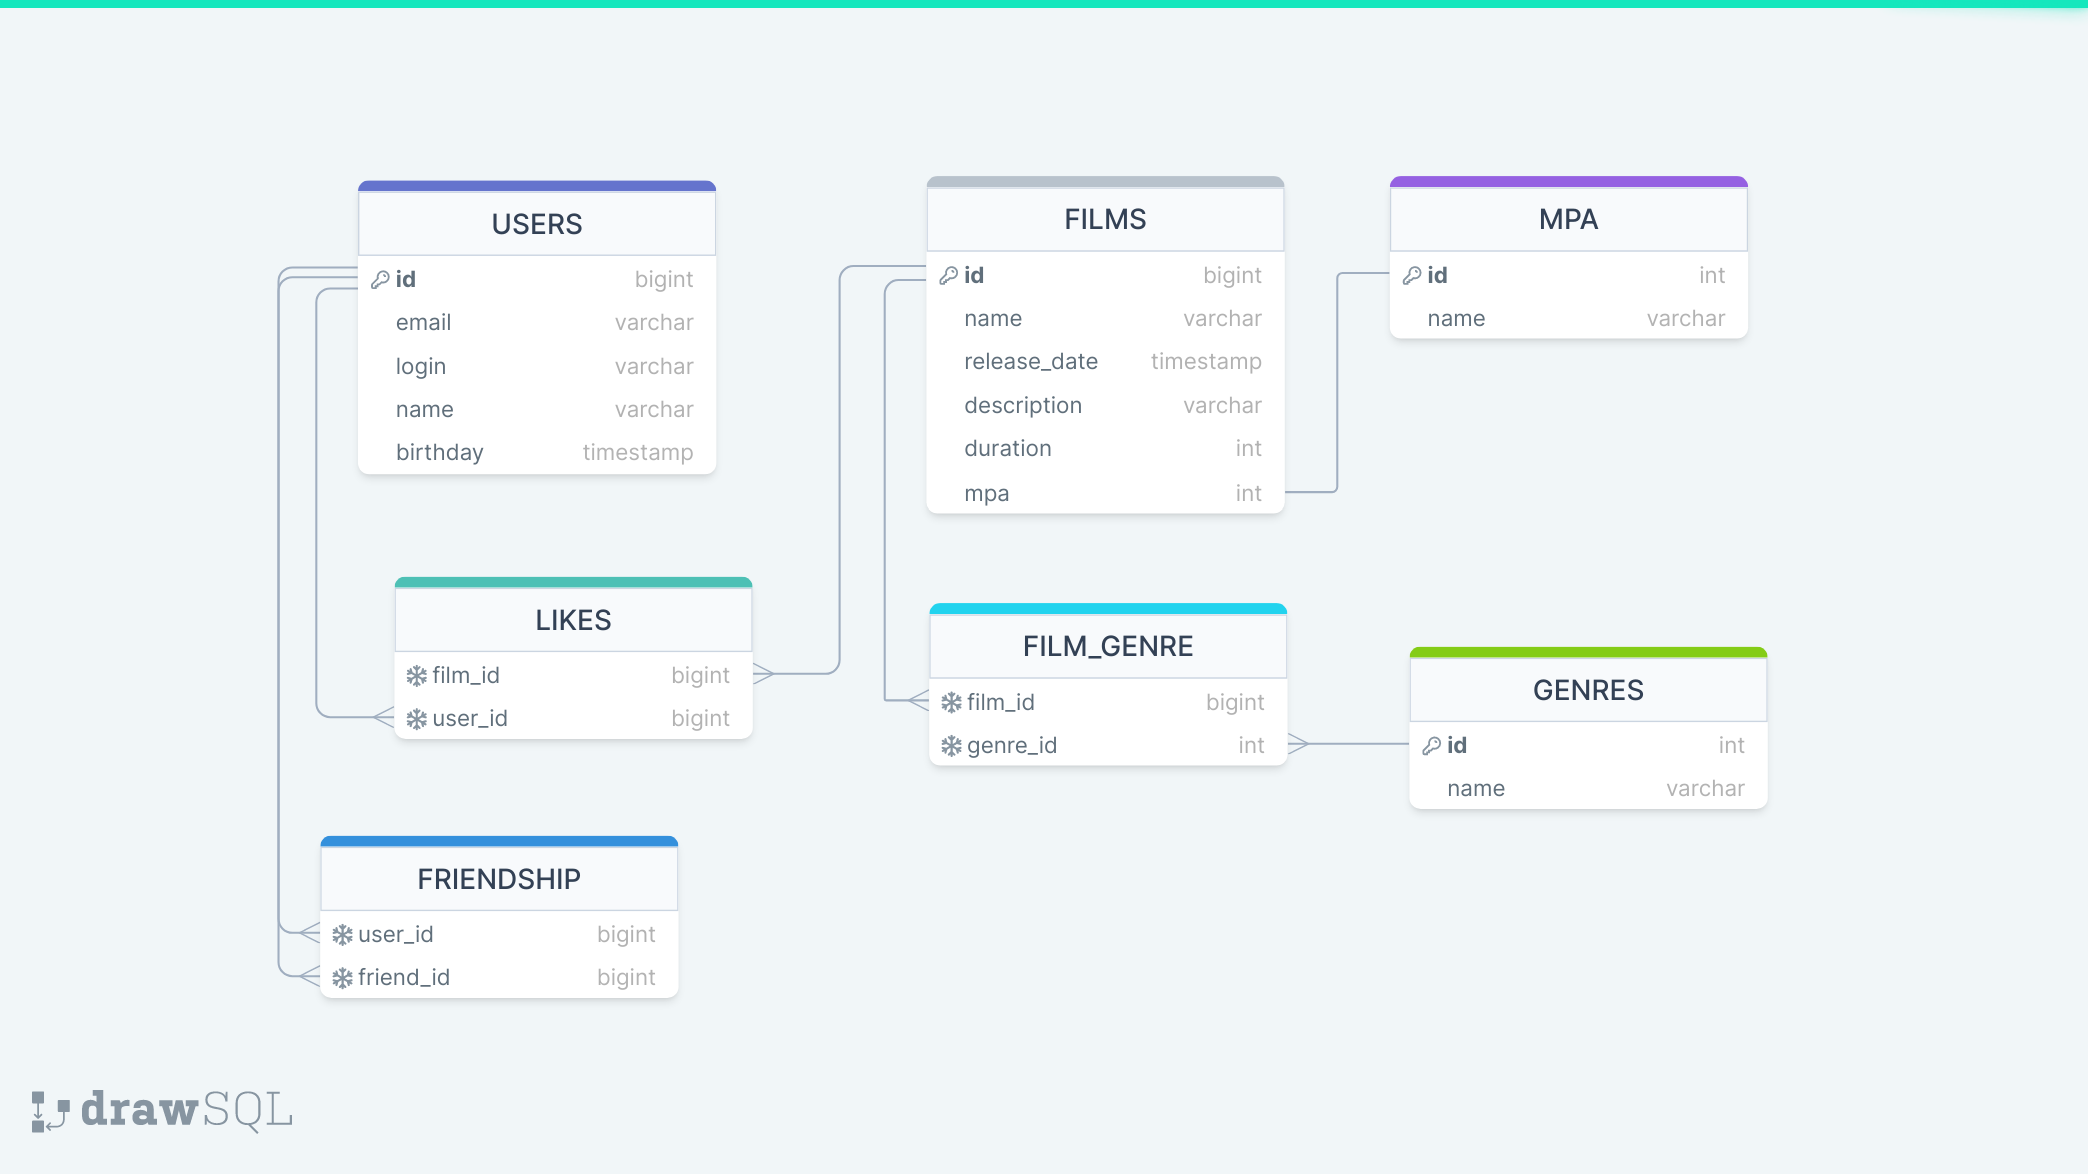 USERS
id bigint
email varchar
login varchar
name varchar
birthday timestamp
FILMS
id bigint
name varchar
release_date timestamp
description varchar
duration int
mpa int
MPA
id int
name varchar
LIKES
film_id bigint
user_id bigint
FILM_GENRE
film_id bigint
genre_id int
GENRES
id int
name varchar
FRIENDSHIP
user_id bigint
friend_id bigint
drawSQL